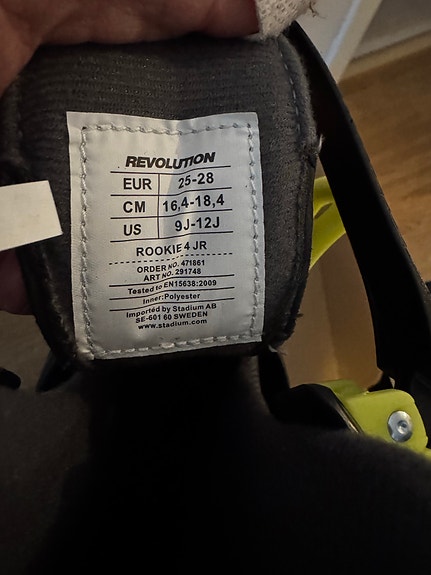 REVOLUTION
EUR 25-28
CM 16,4-18,4
US 9J-12J
ROOKIE 4 JR
ORDER NO. 471861
ART NO. 291748
Tested to EN15638:2009
Inner:Polyester
Imported by Stadium AB
SE-601 60 SWEDEN
www.stadium.com